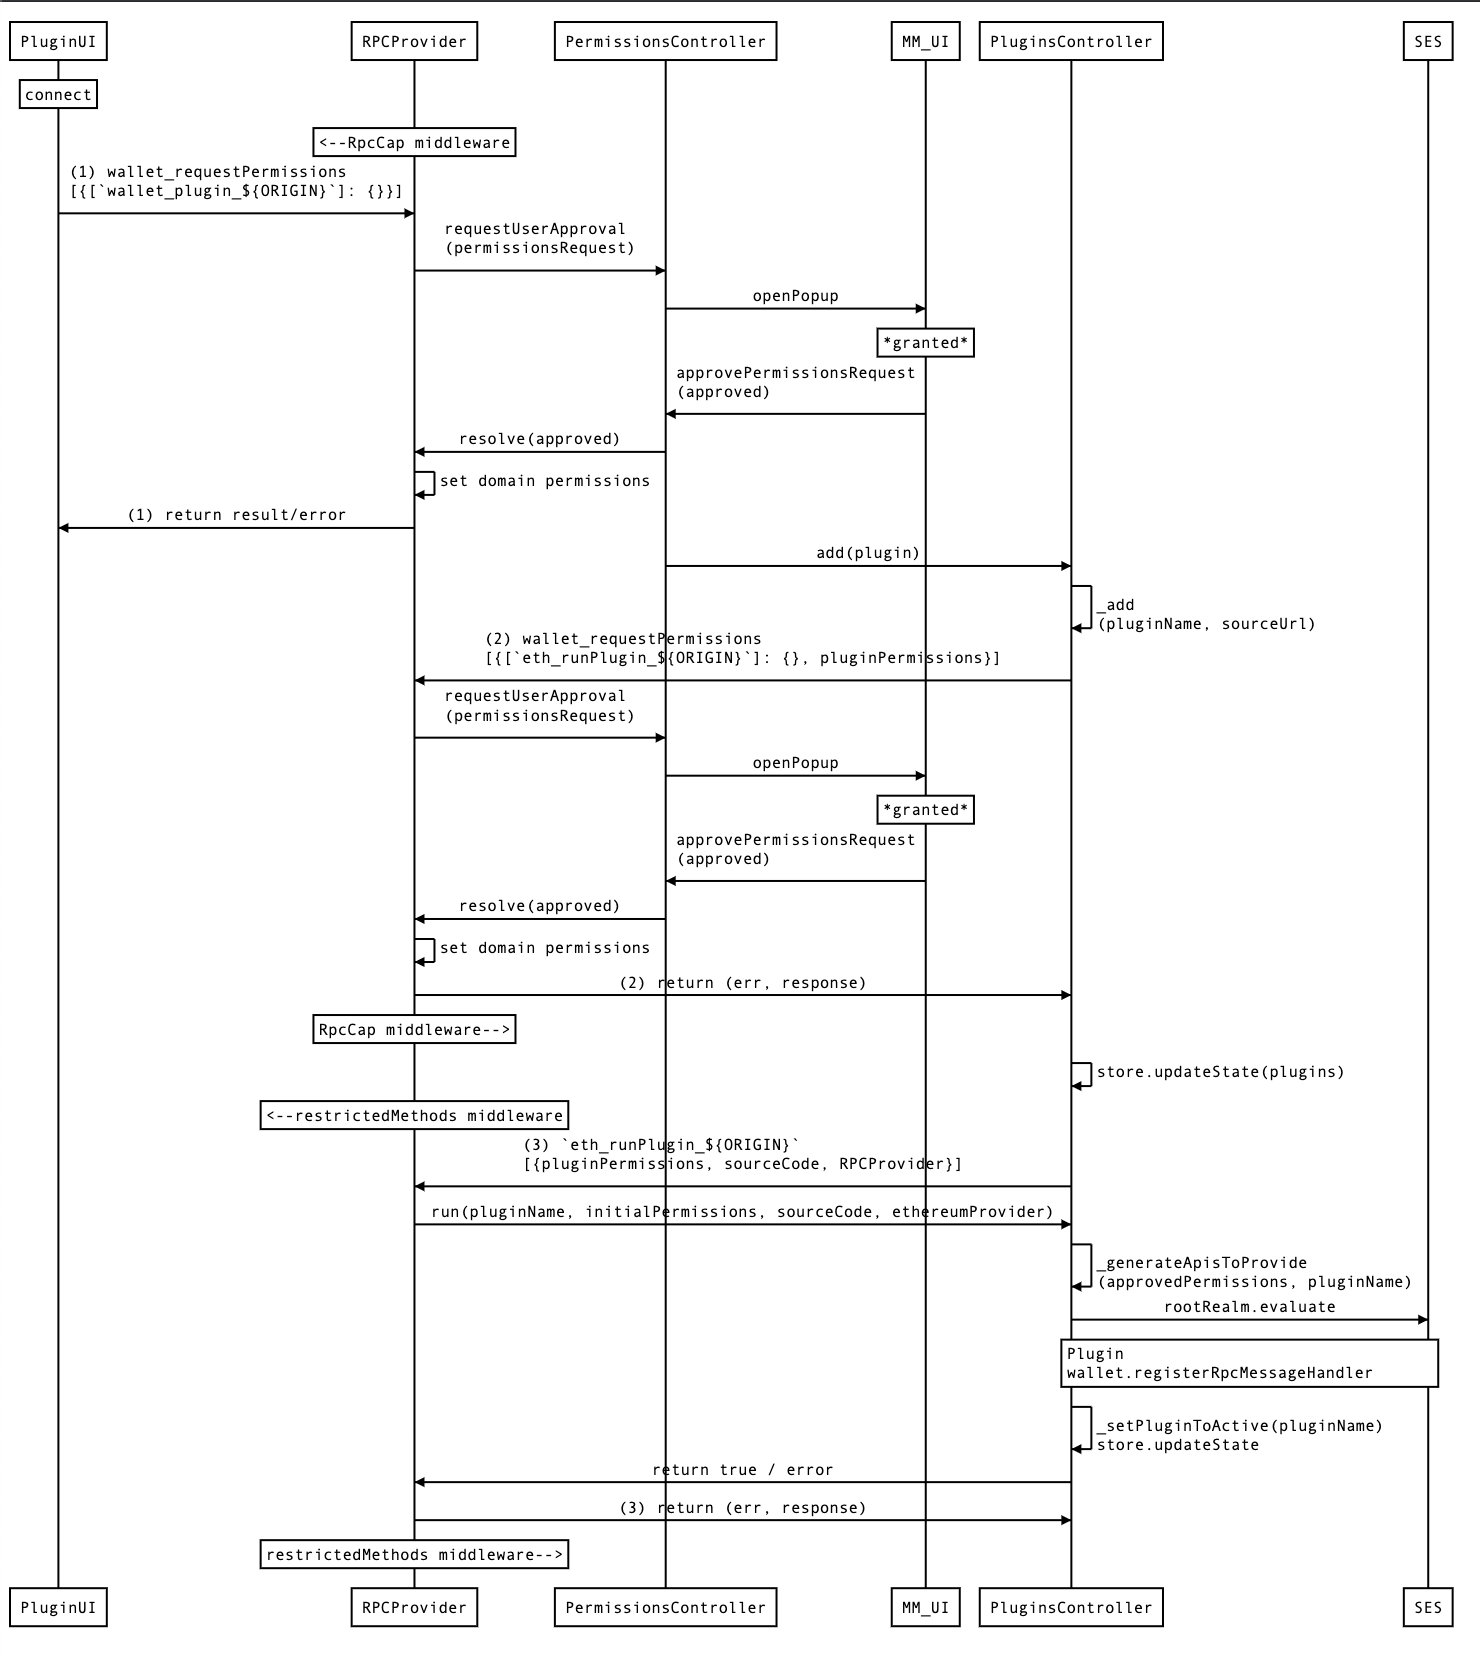 PluginUI
RPCProvider
PermissionsController
MM_UI
PluginsController
SES
connect
<--RpcCap middleware
(1) wallet_requestPermissions
[{[`wallet_plugin_${ORIGIN}`]: {}}]
requestUserApproval
(permissionsRequest)
openPopup
*granted*
approvePermissionsRequest
(approved)
resolve(approved)
set domain permissions
(1) return result/error
add(plugin)
_add
(pluginName, sourceUrl)
(2) wallet_requestPermissions
[{[`eth_runPlugin_${ORIGIN}`]: {}, pluginPermissions}]
requestUserApproval
(permissionsRequest)
openPopup
*granted*
approvePermissionsRequest
(approved)
resolve(approved)
set domain permissions
(2) return (err, response)
RpcCap middleware-->
store.updateState(plugins)
<--restrictedMethods middleware
(3) `eth_runPlugin_${ORIGIN}`
[{pluginPermissions, sourceCode, RPCProvider}]
run(pluginName, initialPermissions, sourceCode, ethereumProvider)
_generateApisToProvide
(approvedPermissions, pluginName)
rootRealm.evaluate
Plugin
wallet.registerRpcMessageHandler
_setPluginToActive(pluginName)
store.updateState
return true / error
(3) return (err, response)
restrictedMethods middleware-->
PluginUI
RPCProvider
PermissionsController
MM_UI
PluginsController
SES